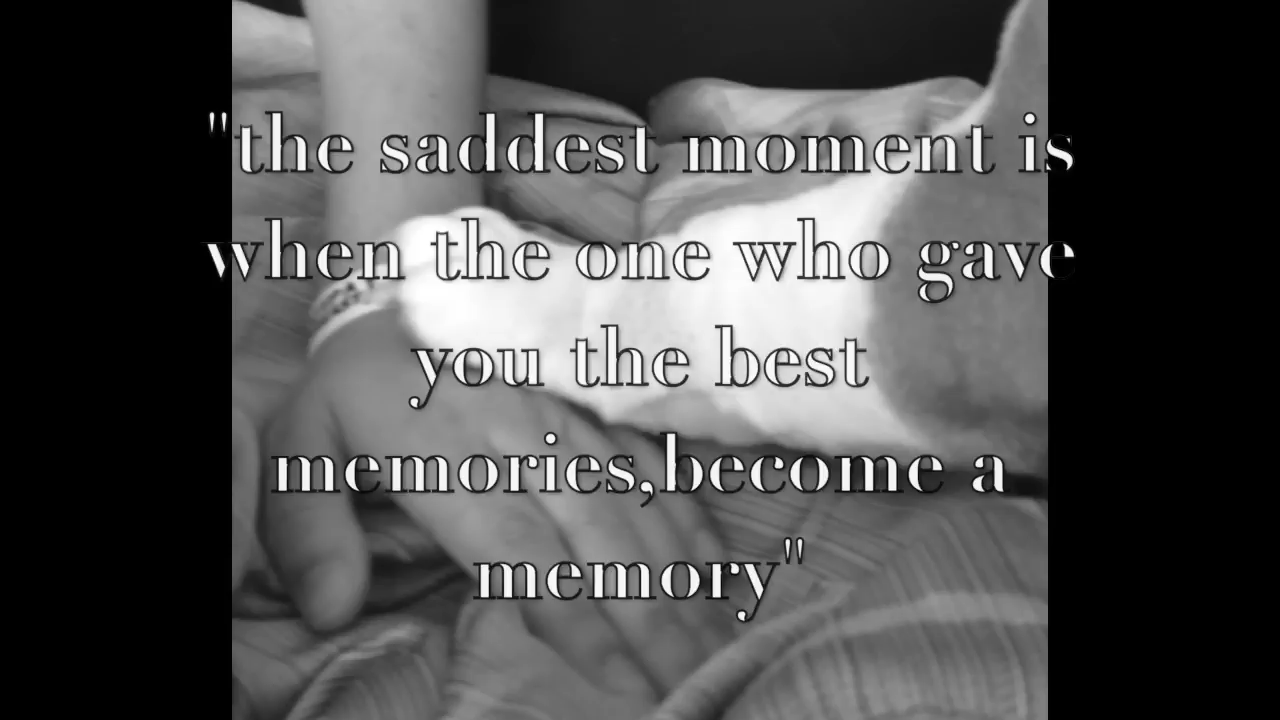 "the saddest moment is
when the one who gave
you the best
memories,become a
memory"